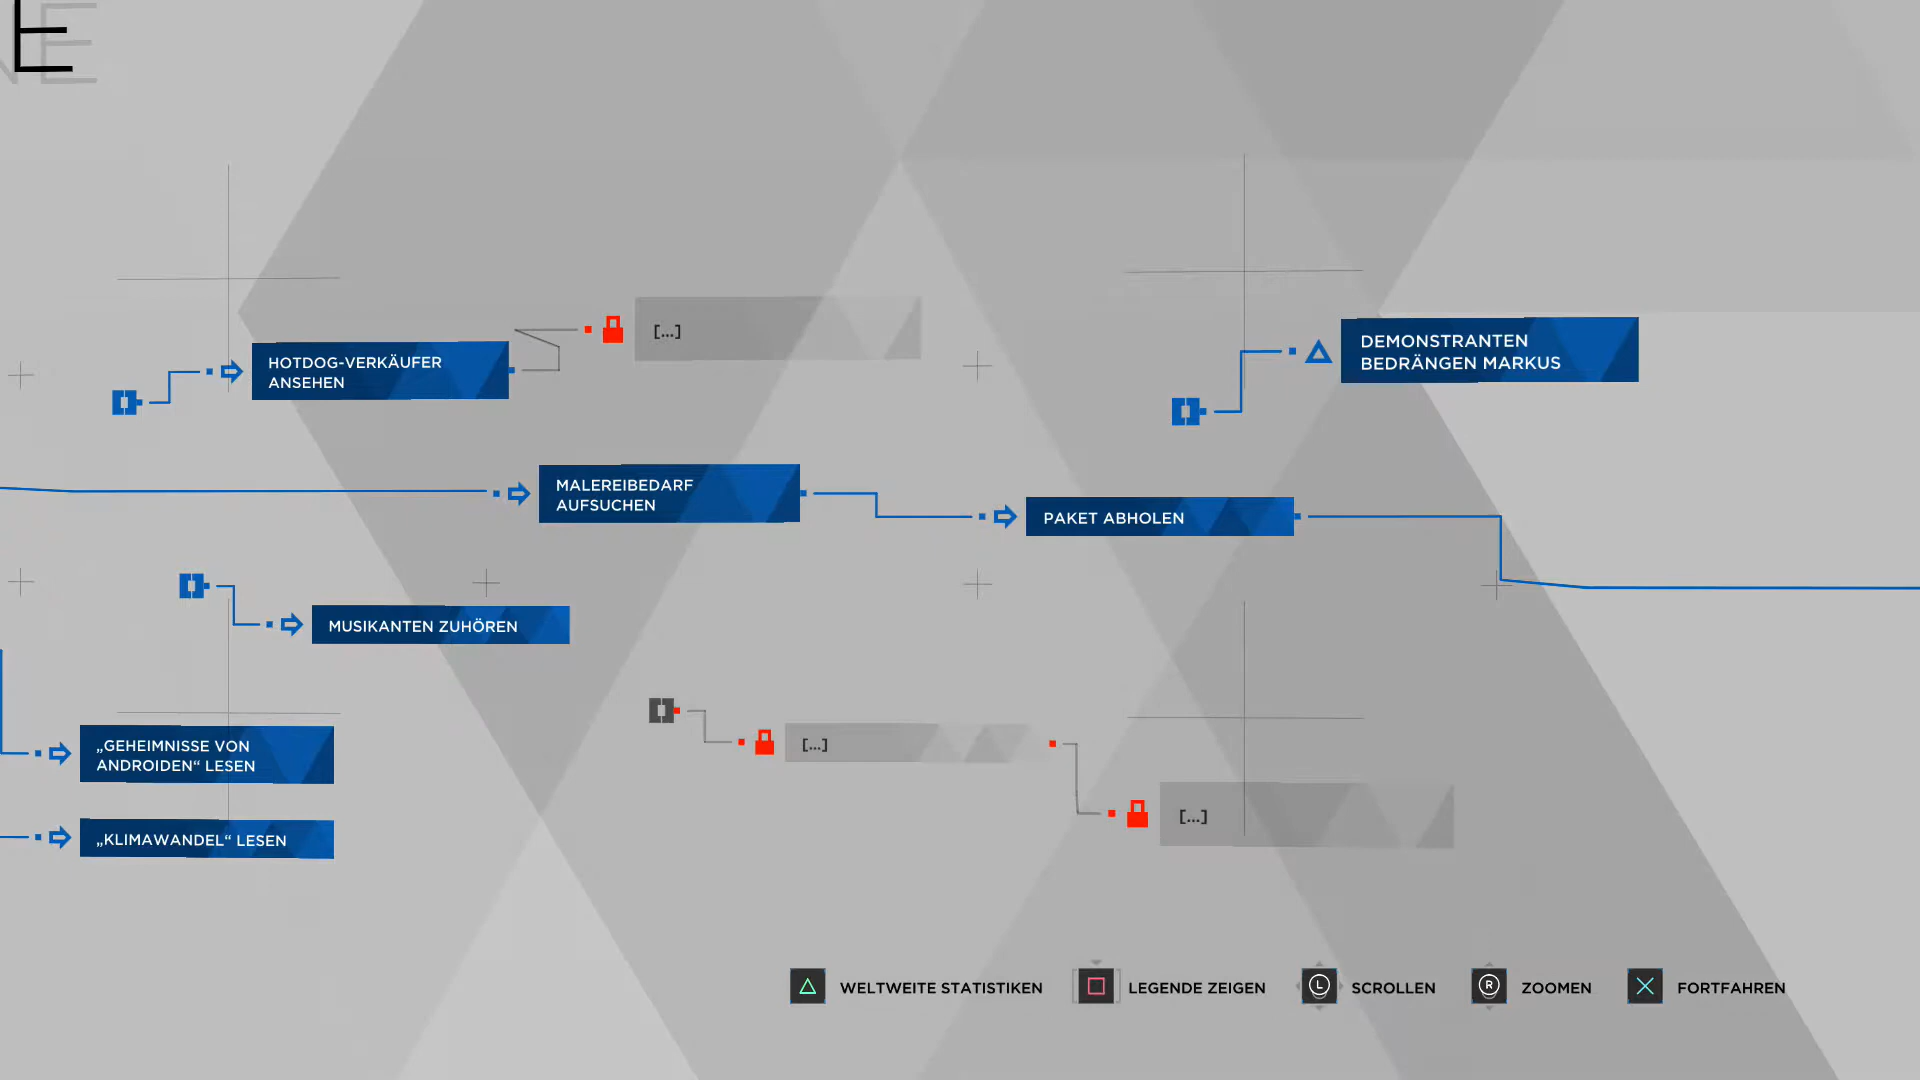 E
HOTDOG-VERKÄUFER
ANSEHEN
[...]
DEMONSTRANTEN
BEDRÄNGEN MARKUS
MALEREIBEDARF
AUFSUCHEN
PAKET ABHOLEN
MUSIKANTEN ZUHÖREN
„GEHEIMNISSE VON
ANDROIDEN“ LESEN
[...]
[...]
„KLIMAWANDEL“ LESEN
WELTWEITE STATISTIKEN
LEGENDE ZEIGEN
L SCROLLEN
R ZOOMEN
FORTFAHREN